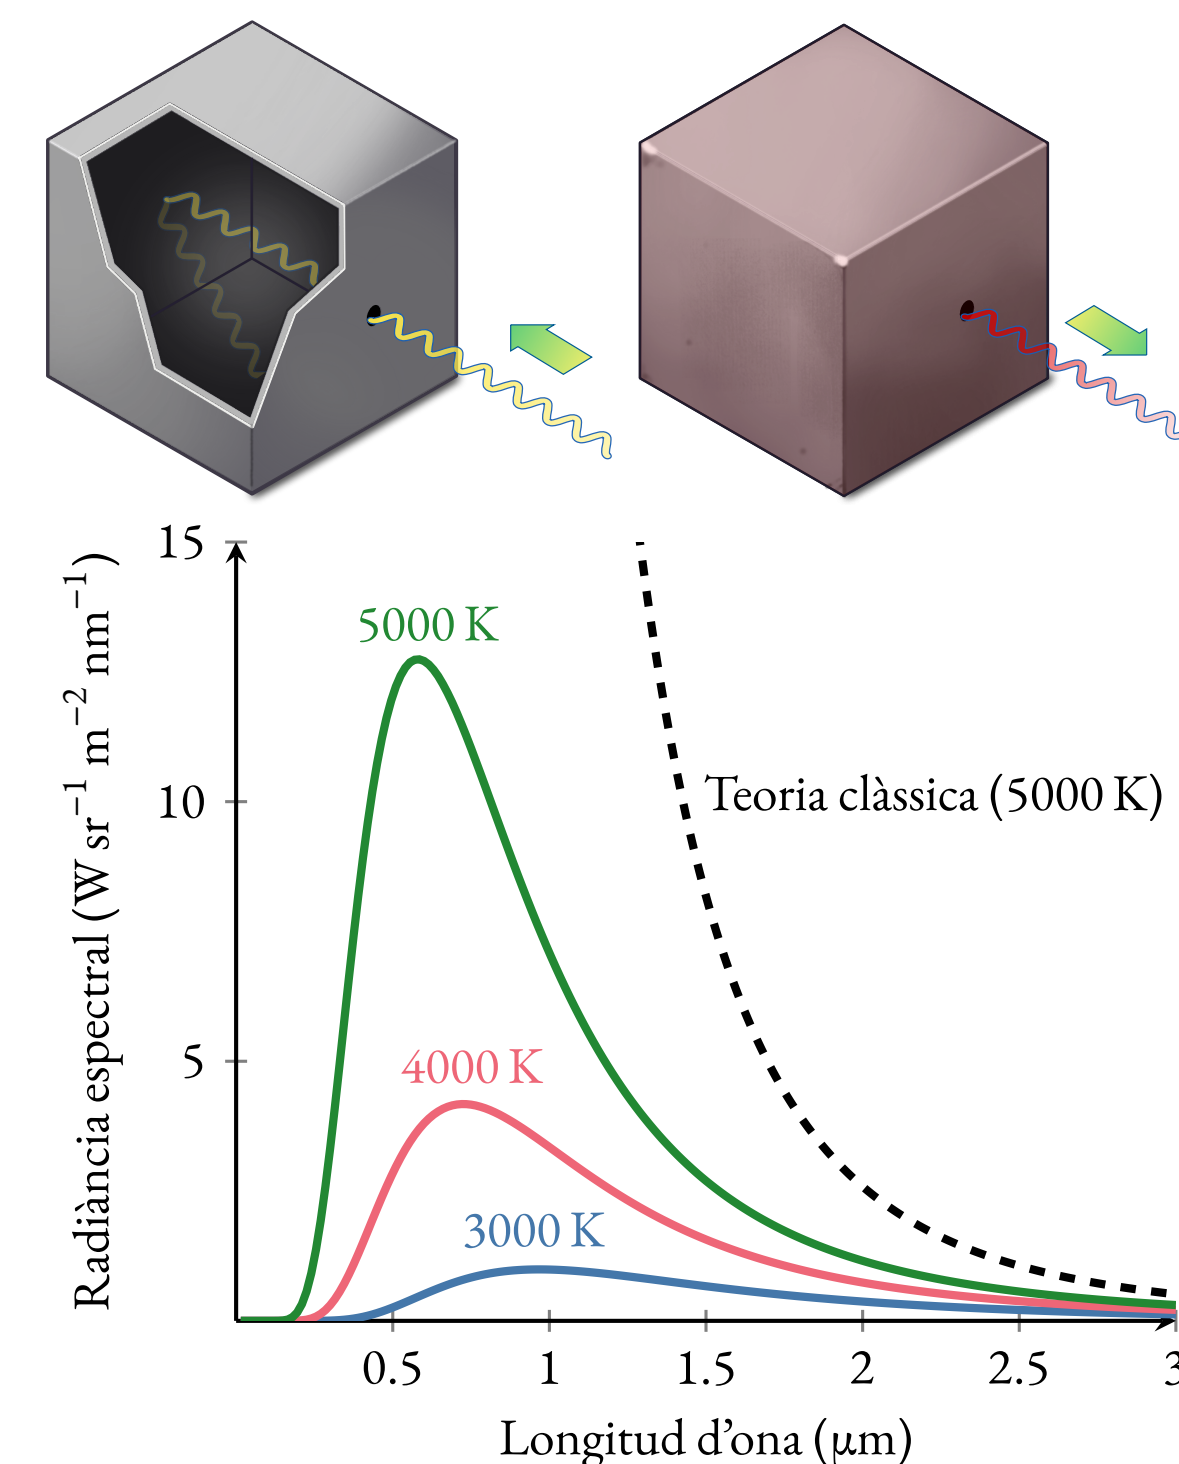 15
10
5
Radiància espectral (W sr⁻¹ m⁻² nm⁻¹)
5000 K
Teoria clàssica (5000 K)
4000 K
3000 K
0.5 1 1.5 2 2.5 3
Longitud d’ona (μm)